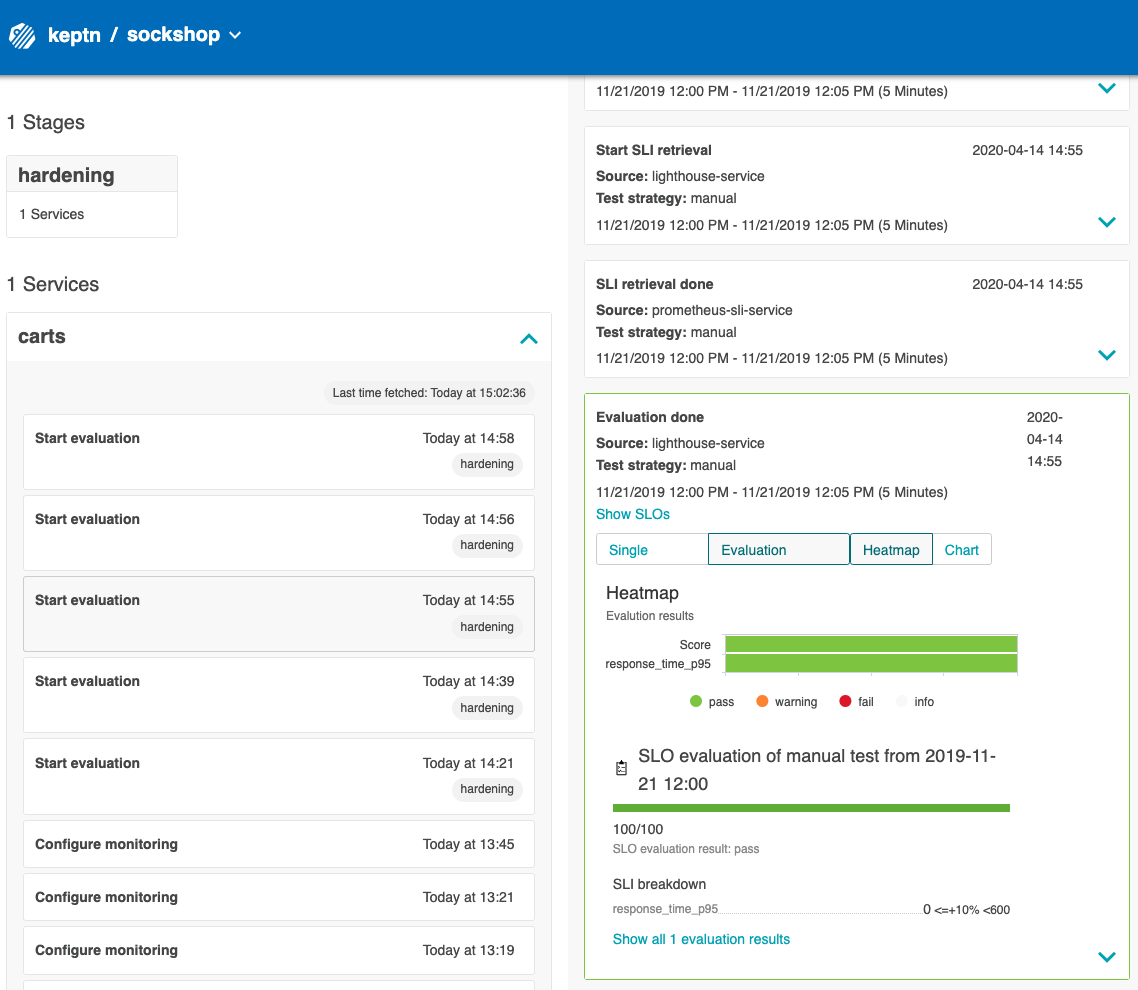 keptn / sockshop
1 Stages
hardening
1 Services
1 Services
carts
Last time fetched: Today at 15:02:36
Start evaluation
Today at 14:58
hardening
Start evaluation
Today at 14:56
hardening
Start evaluation
Today at 14:55
hardening
Start evaluation
Today at 14:39
hardening
Start evaluation
Today at 14:21
hardening
Configure monitoring
Today at 13:45
Configure monitoring
Today at 13:21
Configure monitoring
Today at 13:19
11/21/2019 12:00 PM - 11/21/2019 12:05 PM (5 Minutes)
Start SLI retrieval
2020-04-14 14:55
Source: lighthouse-service
Test strategy: manual
11/21/2019 12:00 PM - 11/21/2019 12:05 PM (5 Minutes)
SLI retrieval done
2020-04-14 14:55
Source: prometheus-sli-service
Test strategy: manual
11/21/2019 12:00 PM - 11/21/2019 12:05 PM (5 Minutes)
Evaluation done
2020-
04-14
14:55
Source: lighthouse-service
Test strategy: manual
11/21/2019 12:00 PM - 11/21/2019 12:05 PM (5 Minutes)
Show SLOs
Single
Evaluation
Heatmap
Chart
Heatmap
Evalution results
Score
response_time_p95
pass
warning
fail
info
SLO evaluation of manual test from 2019-11-
21 12:00
100/100
SLO evaluation result: pass
SLI breakdown
response_time_p95
0 <=+10% <600
Show all 1 evaluation results